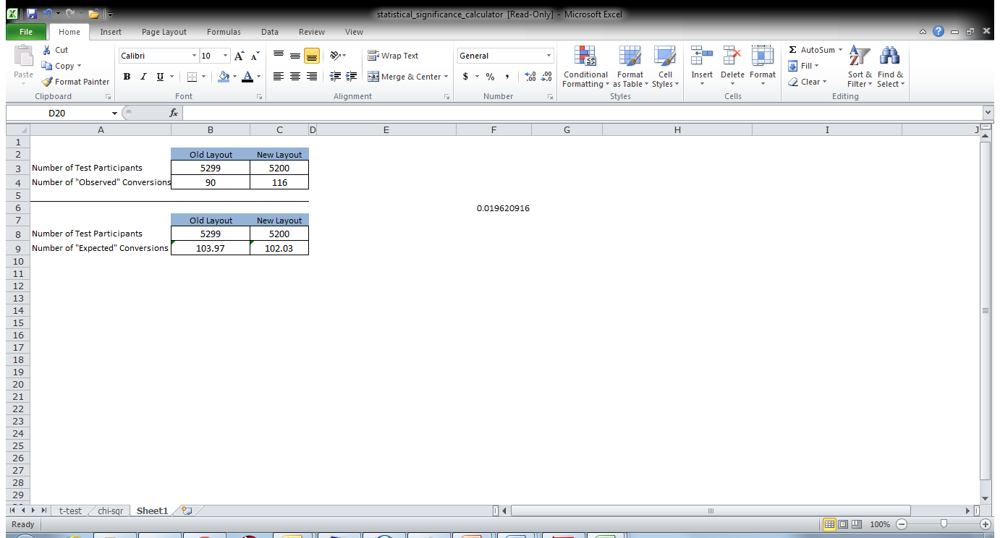 statistical_significance_calculator [Read-Only] - Microsoft Excel
File Home Insert Page Layout Formulas Data Review View
Paste
Cut
Copy
Format Painter
Clipboard
Calibri 10 A A
B I U A
Font
Wrap Text
Merge & Center
Alignment
General
$ % , .00 .00
Number
Conditional Formatting
Format as Table
Cell Styles
Styles
Insert Delete Format
Cells
Σ AutoSum
Fill
Clear
Sort & Filter
Find & Select
Editing
D20 fx
A B C D E F G H I J
1
2 Old Layout New Layout
3 Number of Test Participants 5299 5200
4 Number of "Observed" Conversions 90 116
5
6 0.019620916
7 Old Layout New Layout
8 Number of Test Participants 5299 5200
9 Number of "Expected" Conversions 103.97 102.03
10
11
12
13
14
15
16
17
18
19
20
21
22
23
24
25
26
27
28
29
t-test chi-sqr Sheet1
Ready 100%